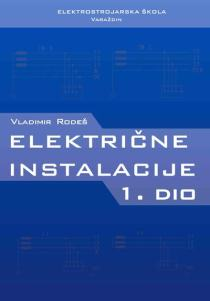 ELEKTROSTROJARSKA ŠKOLA
VARAŽDIN
VLADIMIR RODEŠ
ELEKTRIČNE
INSTALACIJE
1. DIO